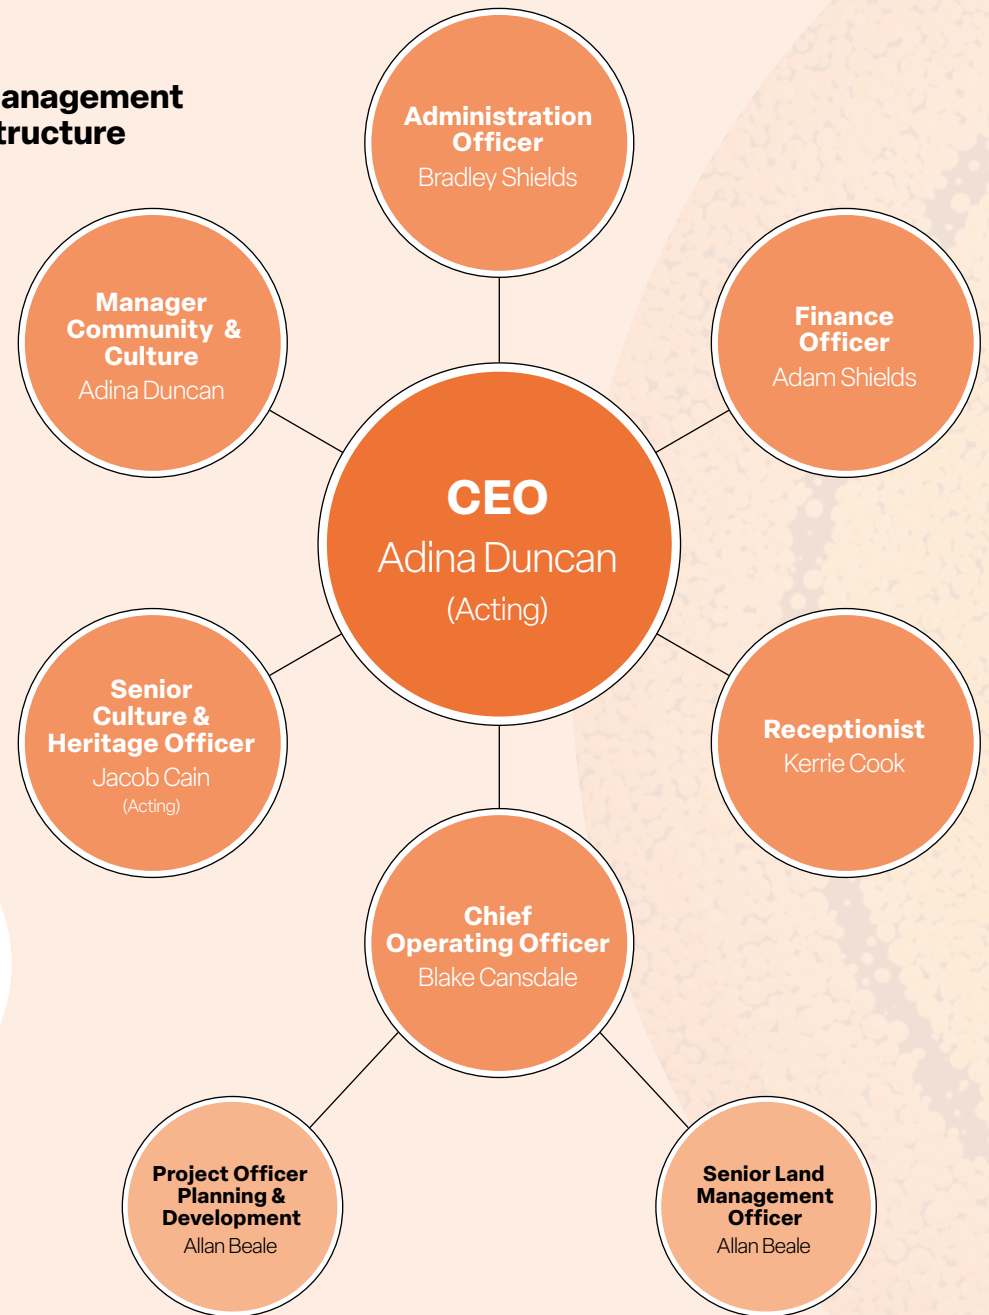 anagement
tructure
Administration
Officer
Bradley Shields
Manager
Community &
Culture
Adina Duncan
Finance
Officer
Adam Shields
CEO
Adina Duncan
(Acting)
Senior
Culture &
Heritage Officer
Jacob Cain
(Acting)
Receptionist
Kerrie Cook
Chief
Operating Officer
Blake Cansdale
Project Officer
Planning &
Development
Allan Beale
Senior Land
Management
Officer
Allan Beale